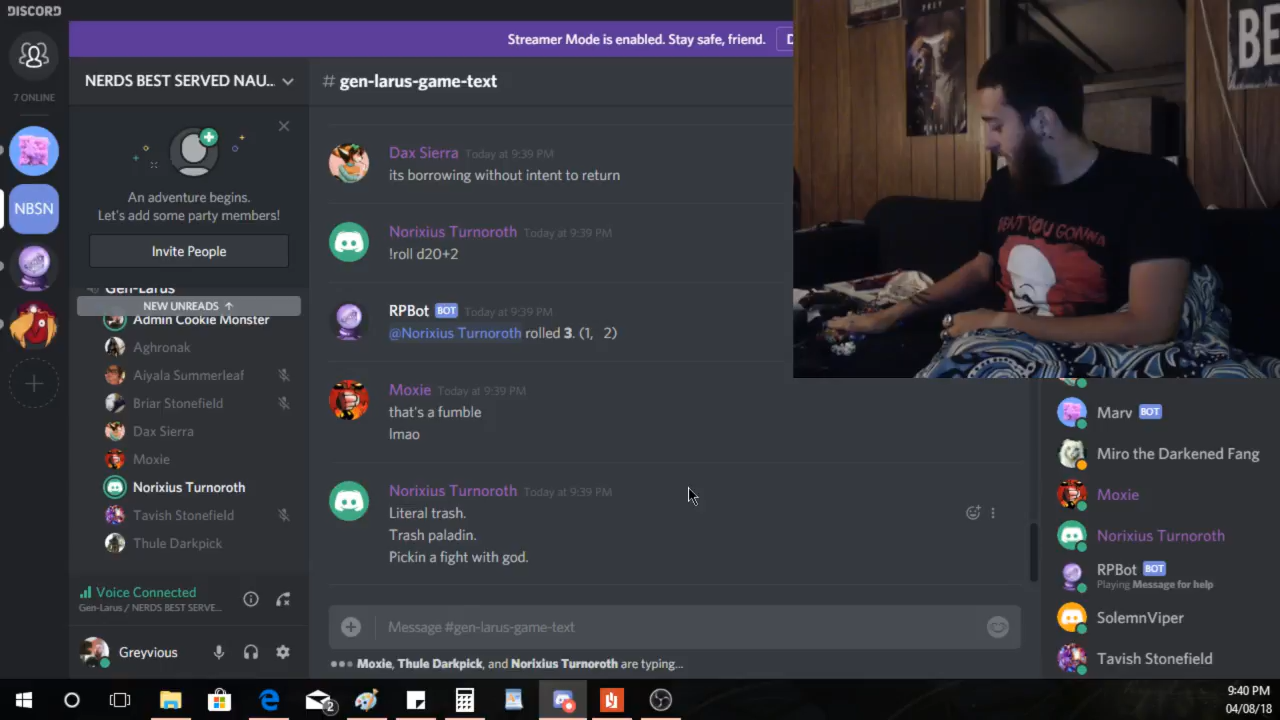 DISCORD
Streamer Mode is enabled. Stay safe, friend.
7 ONLINE
NBSN
NERDS BEST SERVED NAU...
An adventure begins.
Let's add some party members!
Invite People
Gen-Larus
NEW UNREADS ↑
Admin Cookie Monster
Aghronak
Aiyala Summerleaf
Briar Stonefield
Dax Sierra
Moxie
Norixius Turnoroth
Tavish Stonefield
Thule Darkpick
Voice Connected
Gen-Larus / NERDS BEST SERVE...
Greyvious
# gen-larus-game-text
Dax Sierra Today at 9:39 PM
its borrowing without intent to return
Norixius Turnoroth Today at 9:39 PM
!roll d20+2
RPBot BOT Today at 9:39 PM
@Norixius Turnoroth rolled 3. (1, 2)
Moxie Today at 9:39 PM
that's a fumble
lmao
Norixius Turnoroth Today at 9:39 PM
Literal trash.
Trash paladin.
Pickin a fight with god.
Message #gen-larus-game-text
Moxie, Thule Darkpick, and Norixius Turnoroth are typing...
PREY
BE
YOU GONNA
Marv BOT
Miro the Darkened Fang
Moxie
Norixius Turnoroth
RPBot BOT
Playing Message for help
SolemnViper
Tavish Stonefield
2
9:40 PM
04/08/18